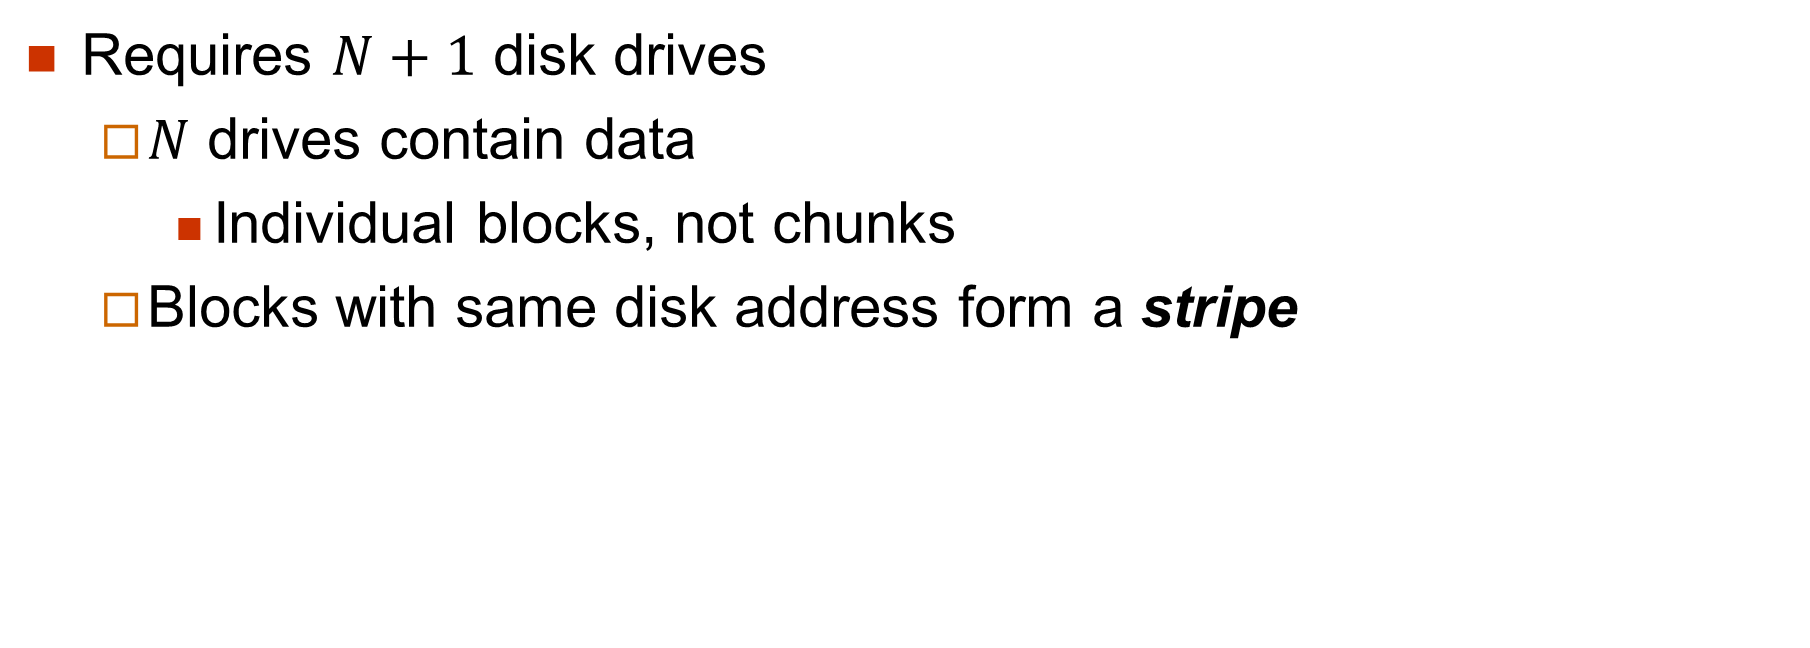 Requires N + 1 disk drives
N drives contain data
Individual blocks, not chunks
Blocks with same disk address form a stripe